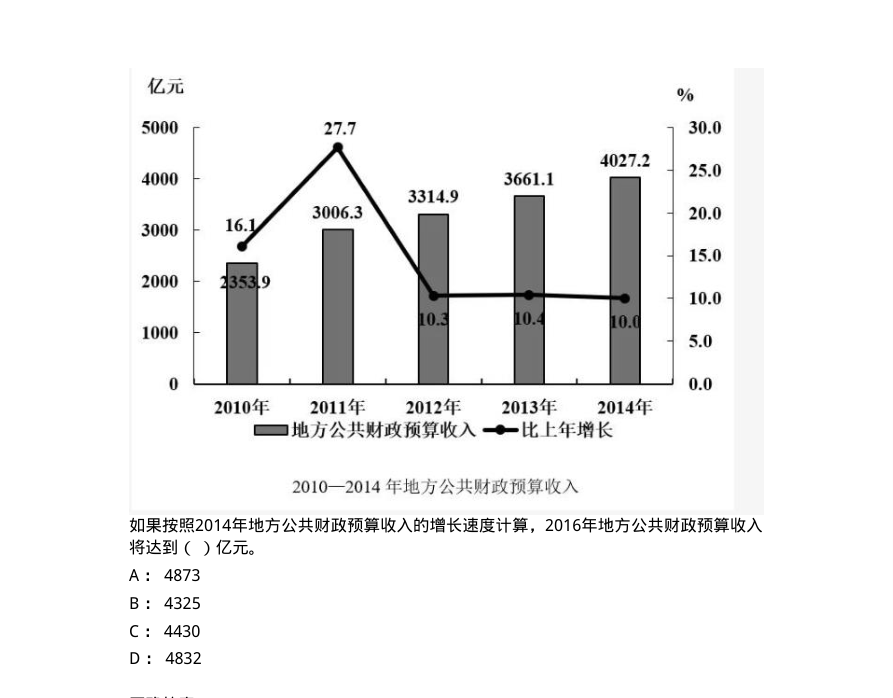 亿元
%
5000 27.7 30.0
4027.2
4000 3661.1 25.0
3314.9
16.1 3006.3 20.0
3000
15.0
2353.9
2000
10.3 10.4 10.0 10.0
1000
5.0
0 0.0
2010年 2011年 2012年 2013年 2014年
地方公共财政预算收入 比上年增长
2010—2014 年地方公共财政预算收入
如果按照2014年地方公共财政预算收入的增长速度计算，2016年地方公共财政预算收入
将达到（ ）亿元。
A： 4873
B： 4325
C： 4430
D： 4832